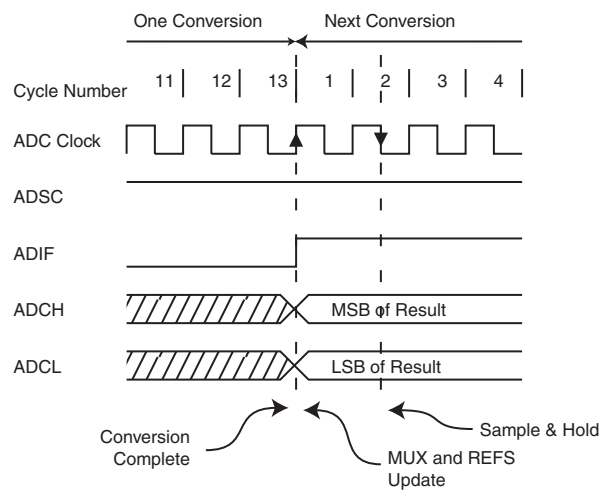 One Conversion Next Conversion
Cycle Number 11 12 13 1 2 3 4
ADC Clock
ADSC
ADIF
ADCH MSB of Result
ADCL LSB of Result
Conversion
Complete
MUX and REFS
Update
Sample & Hold